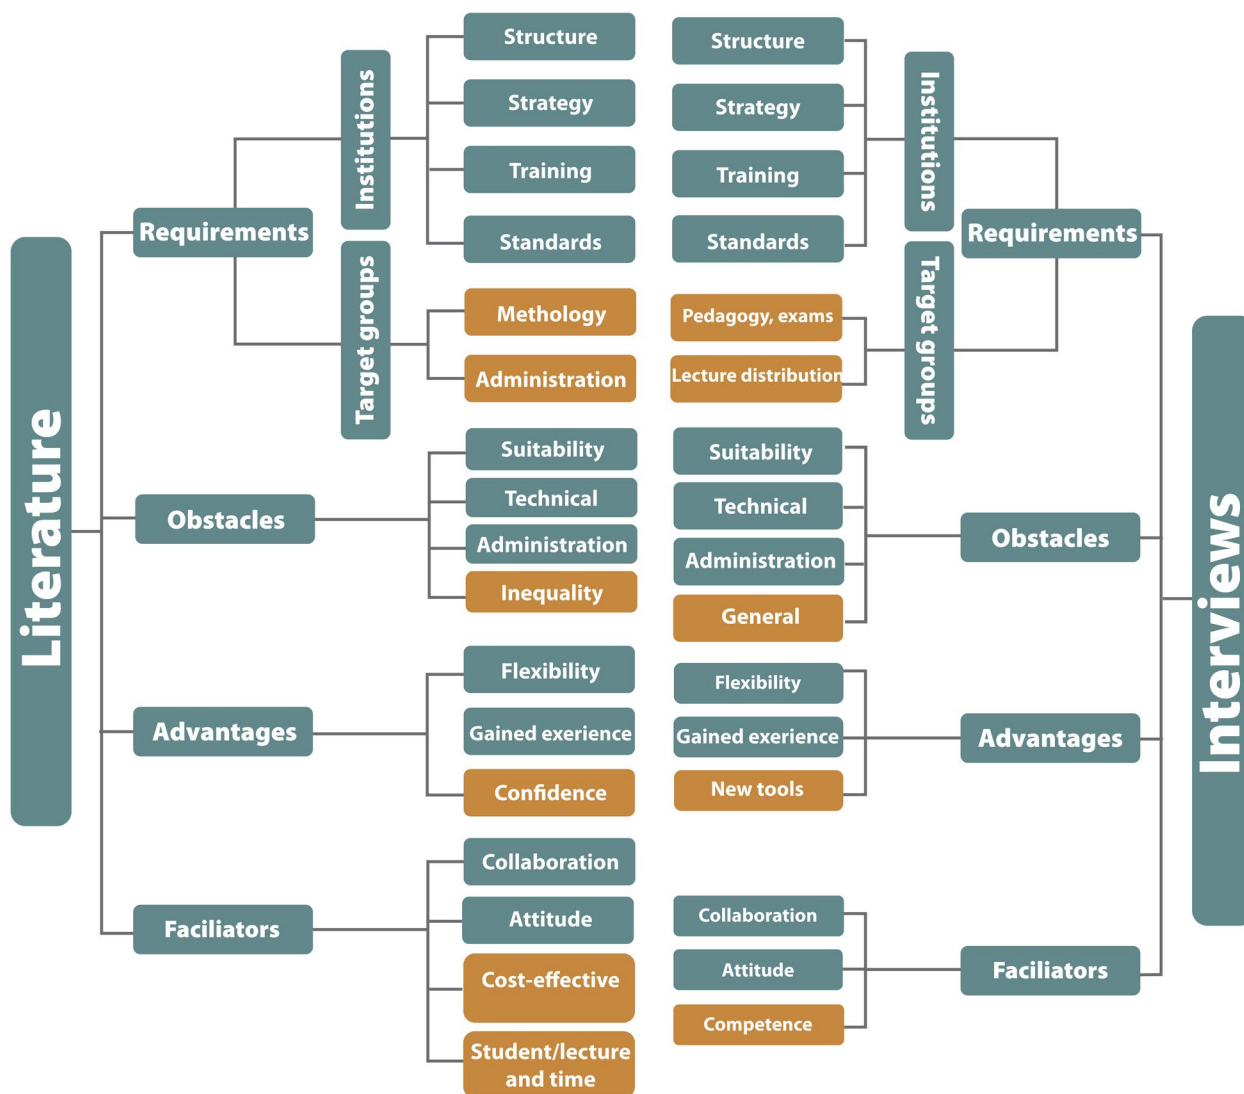 Literature
Requirements
Institutions
Structure
Strategy
Training
Standards
Target groups
Methology
Administration
Obstacles
Suitability
Technical
Administration
Inequality
Advantages
Flexibility
Gained exerience
Confidence
Faciliators
Collaboration
Attitude
Cost-effective
Student/lecture
and time
Interviews
Requirements
Institutions
Structure
Strategy
Training
Standards
Target groups
Pedagogy, exams
Lecture distribution
Obstacles
Suitability
Technical
Administration
General
Advantages
Flexibility
Gained exerience
New tools
Faciliators
Collaboration
Attitude
Competence